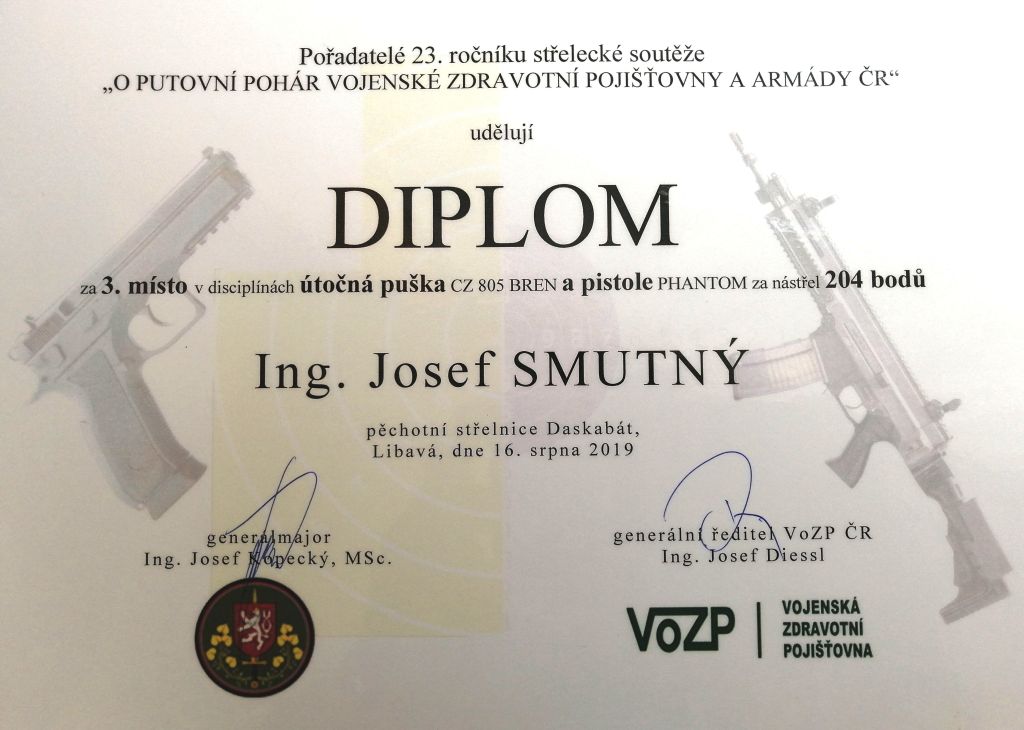 Pořadatelé 23. ročníku střelecké soutěže
„O PUTOVNÍ POHÁR VOJENSKÉ ZDRAVOTNÍ POJIŠŤOVNY A ARMÁDY ČR“
udělují
DIPLOM
za 3. místo v disciplínách útočná puška CZ 805 BREN a pistole PHANTOM za nástřel 204 bodů
Ing. Josef SMUTNÝ
pěchotní střelnice Daskabát,
Libavá, dne 16. srpna 2019
generálmajor
Ing. Josef Kopecký, MSc.
generální ředitel VoZP ČR
Ing. Josef Diessl
VoZP
VOJENSKÁ
ZDRAVOTNÍ
POJIŠŤOVNA